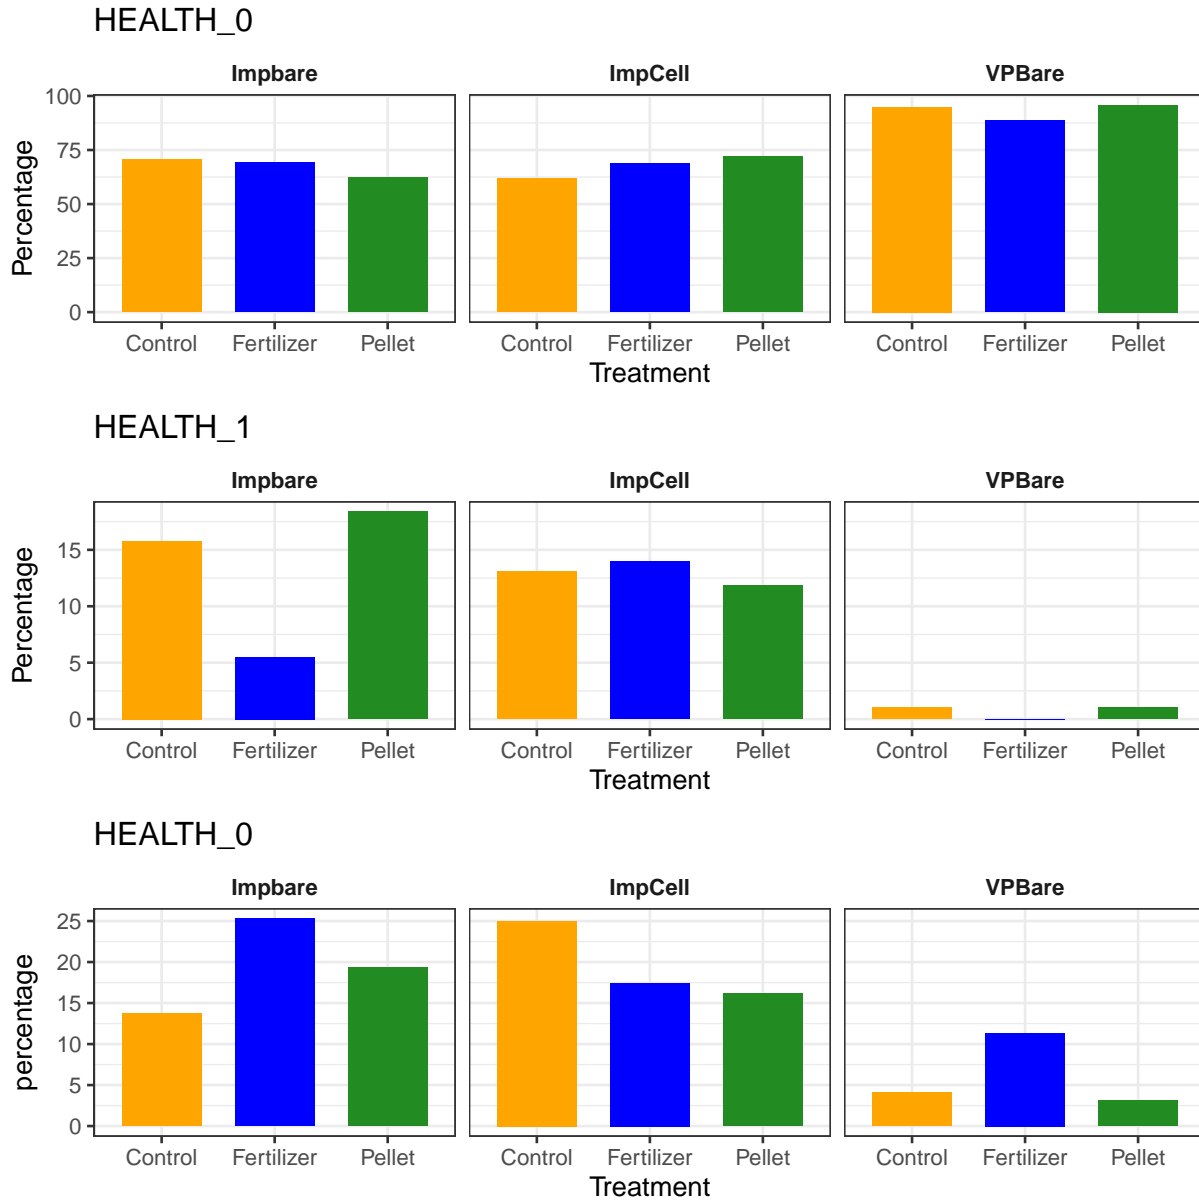 HEALTH_0
Impbare ImpCell VPBare
Percentage
100
75
50
25
0
Control Fertilizer Pellet Control Fertilizer Pellet Control Fertilizer Pellet
Treatment
HEALTH_1
Impbare ImpCell VPBare
Percentage
15
10
5
0
Control Fertilizer Pellet Control Fertilizer Pellet Control Fertilizer Pellet
Treatment
HEALTH_0
Impbare ImpCell VPBare
percentage
25
20
15
10
5
0
Control Fertilizer Pellet Control Fertilizer Pellet Control Fertilizer Pellet
Treatment